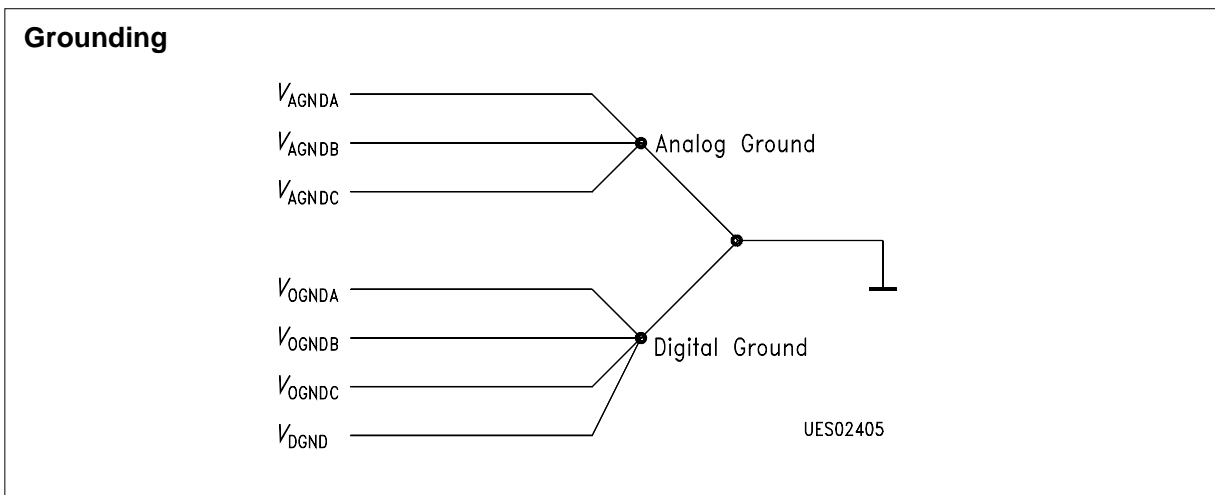 Grounding
VAGNDA
VAGNDB
Analog Ground
VAGNDC
VOGNDA
VOGNDB
Digital Ground
VOGNDC
VDGND
UES02405